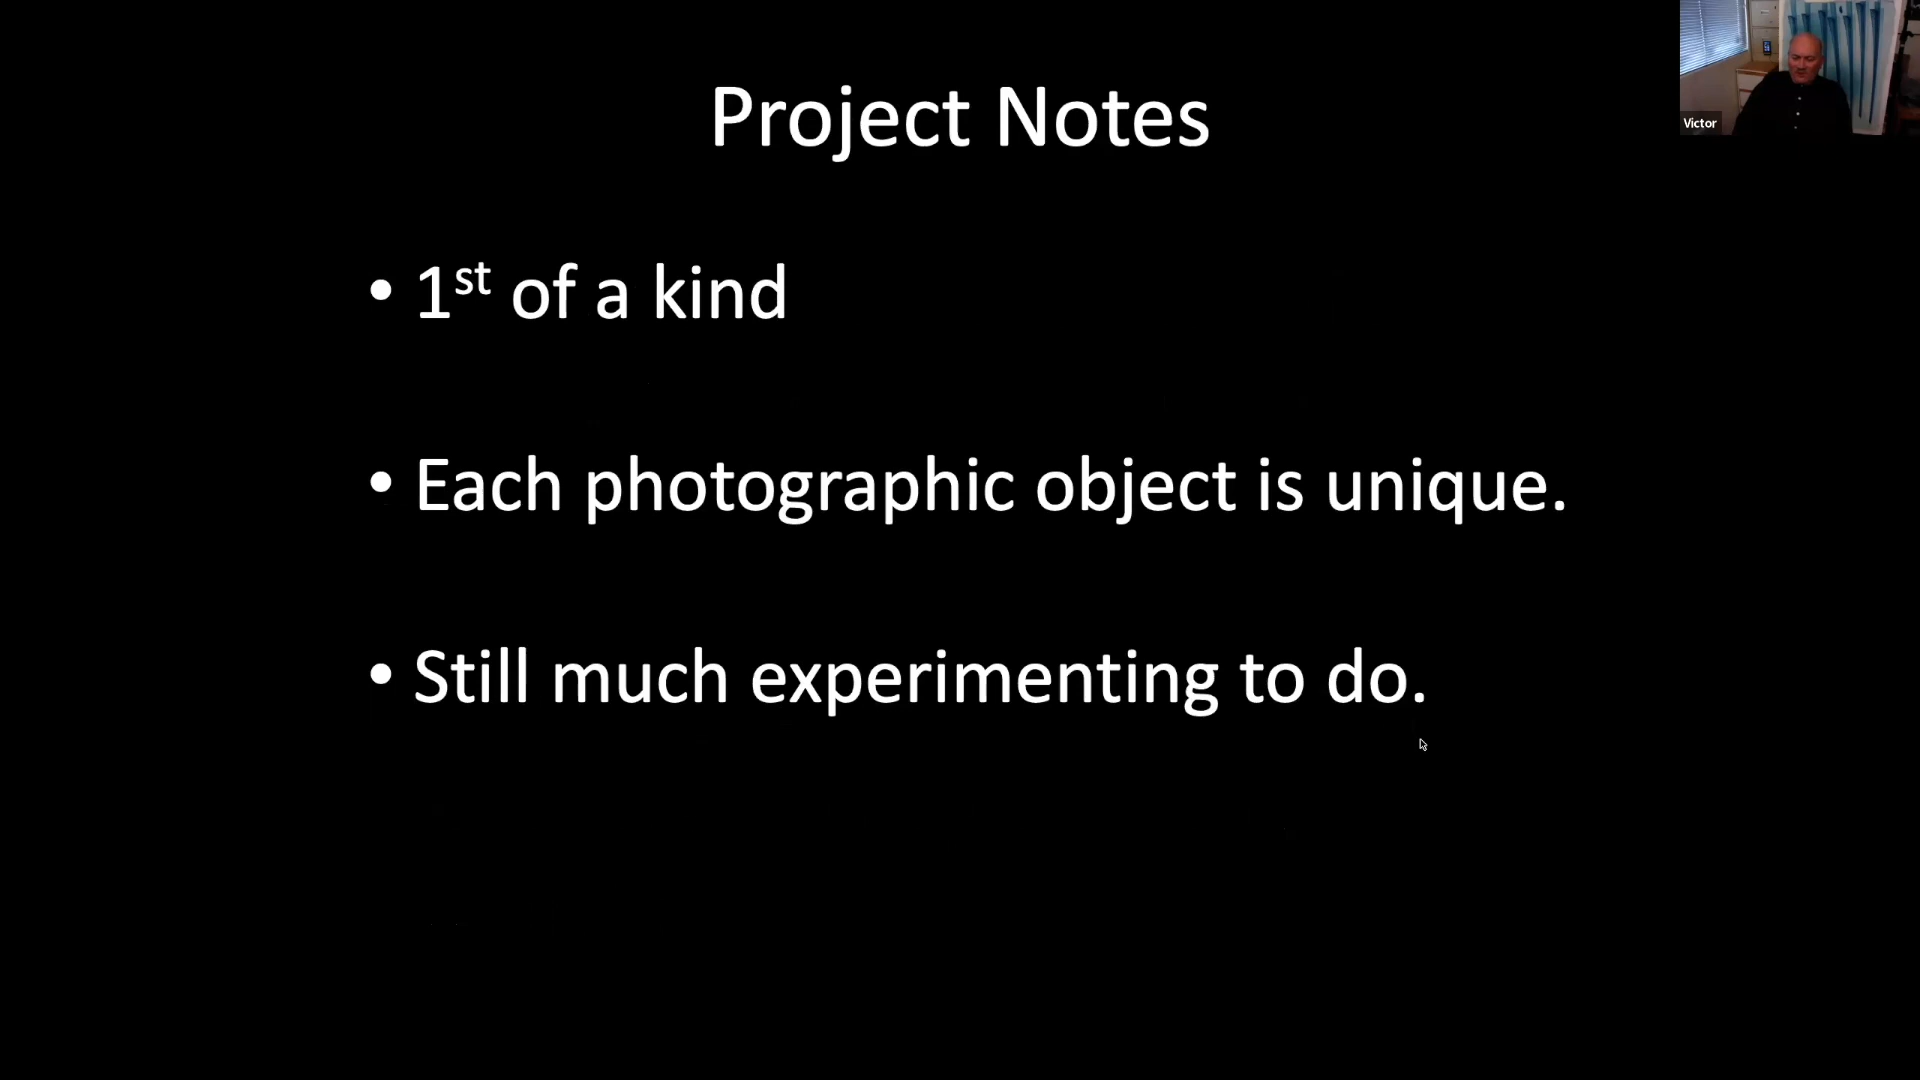 Project Notes
• 1st of a kind
• Each photographic object is unique.
• Still much experimenting to do.
Victor